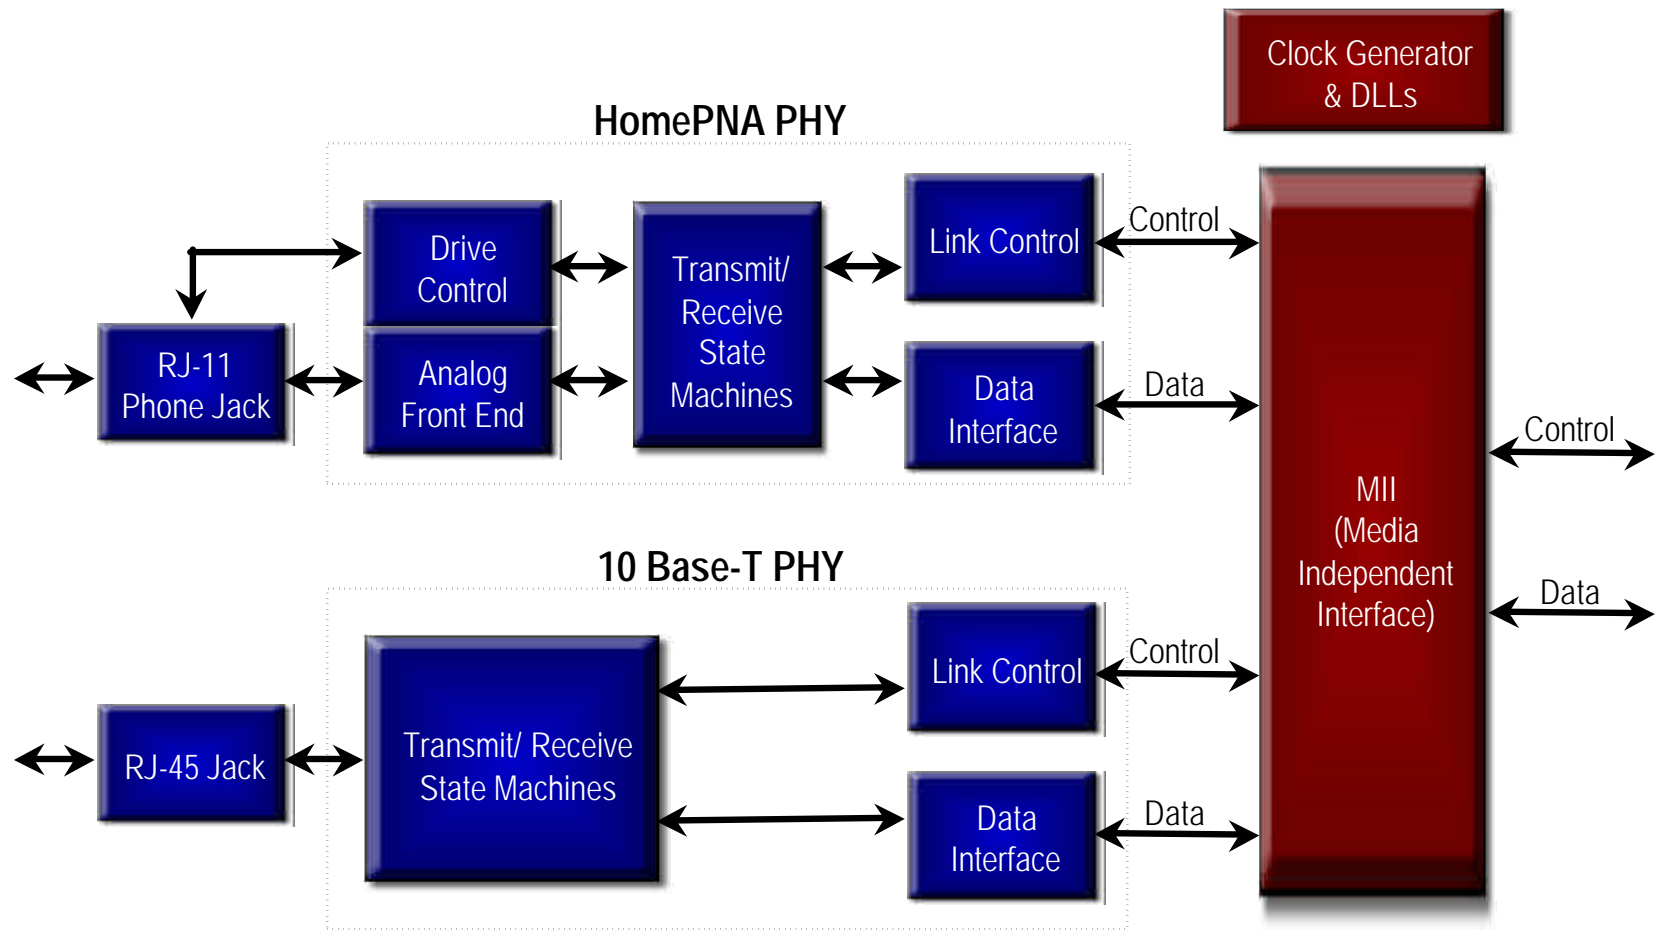 Clock Generator
& DLLs
HomePNA PHY
Drive
Control
Analog
Front End
RJ-11
Phone Jack
Transmit/
Receive
State
Machines
Link Control
Data
Interface
Control
Data
MII
(Media
Independent
Interface)
Control
Data
10 Base-T PHY
RJ-45 Jack
Transmit/ Receive
State Machines
Link Control
Data
Interface
Control
Data